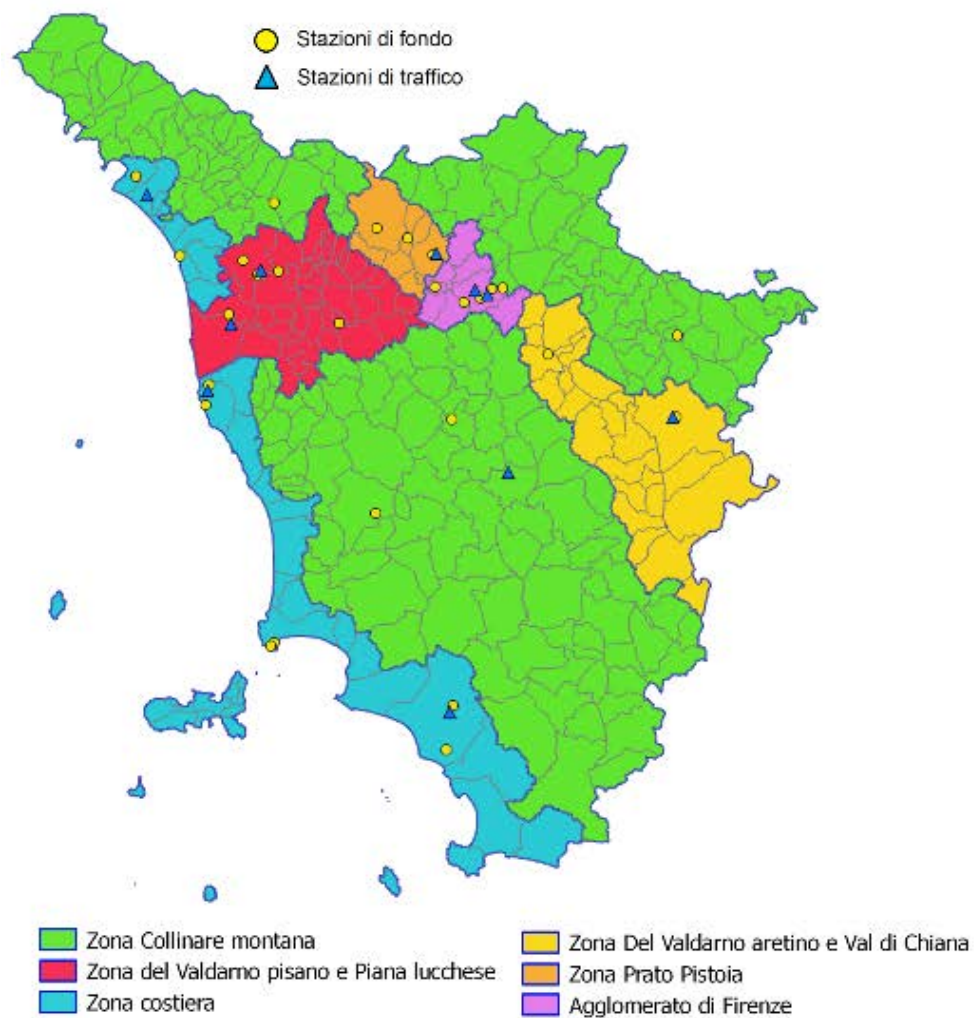 Stazioni di fondo
Stazioni di traffico
Zona Collinare montana
Zona del Valdarno pisano e Piana lucchese
Zona costiera
Zona Del Valdarno aretino e Val di Chiana
Zona Prato Pistoia
Agglomerato di Firenze